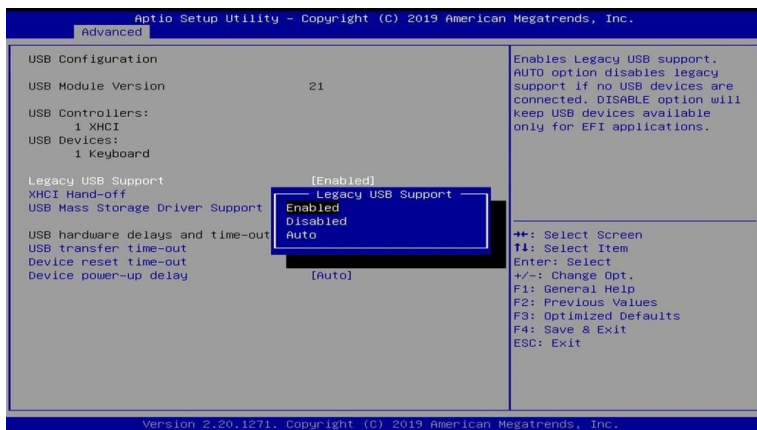 Aptio Setup Utility – Copyright (C) 2019 American Megatrends, Inc.
Advanced
USB Configuration
USB Module Version 21
USB Controllers:
1 XHCI
USB Devices:
1 Keyboard
Legacy USB Support [Enabled]
XHCI Hand-off
USB Mass Storage Driver Support
USB hardware delays and time-out
USB transfer time-out
Device reset time-out
Device power-up delay [Auto]
Legacy USB Support
Enabled
Disabled
Auto
Enables Legacy USB support.
AUTO option disables legacy
support if no USB devices are
connected. DISABLE option will
keep USB devices available
only for EFI applications.
→←: Select Screen
↑↓: Select Item
Enter: Select
+/-: Change Opt.
F1: General Help
F2: Previous Values
F3: Optimized Defaults
F4: Save & Exit
ESC: Exit
Version 2.20.1271. Copyright (C) 2019 American Megatrends, Inc.